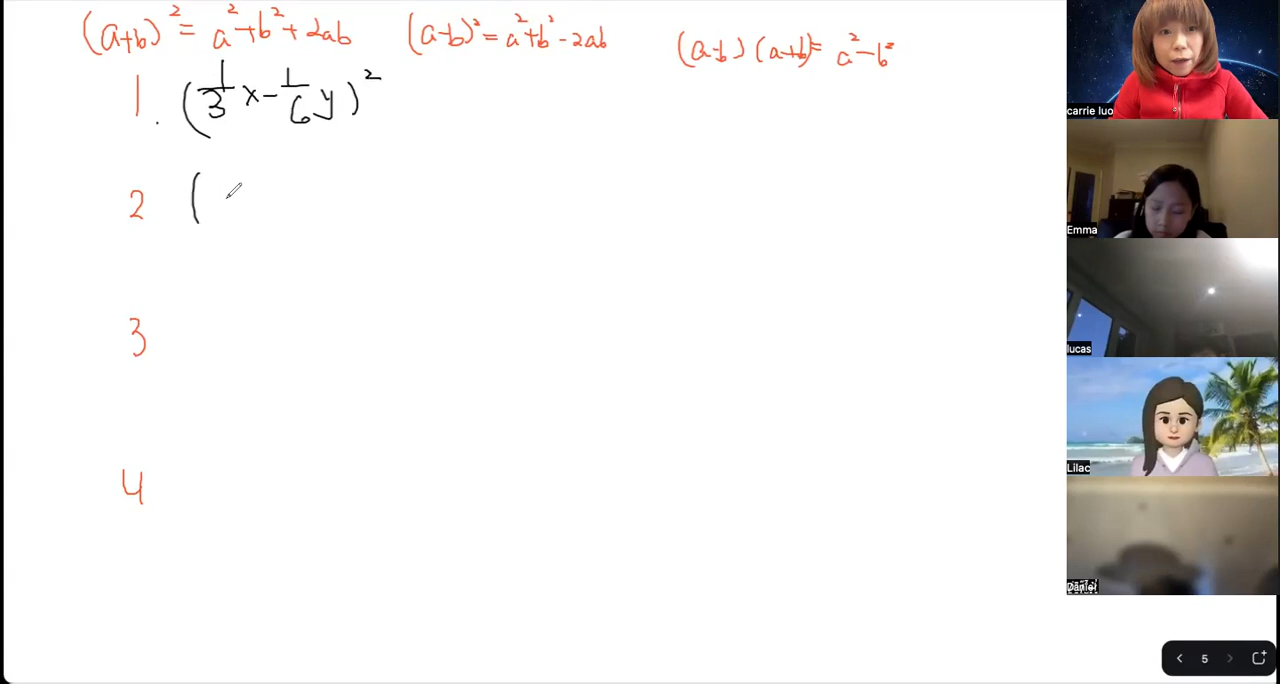 (a+b)² = a²+b²+2ab (a-b)² = a²+b²-2ab (a-b)(a+b)= a²-b²
1. (1/3 x - 1/6 y)²
2 (
3
4
carrie luo
Emma
lucas
Lilac
Daniel
5